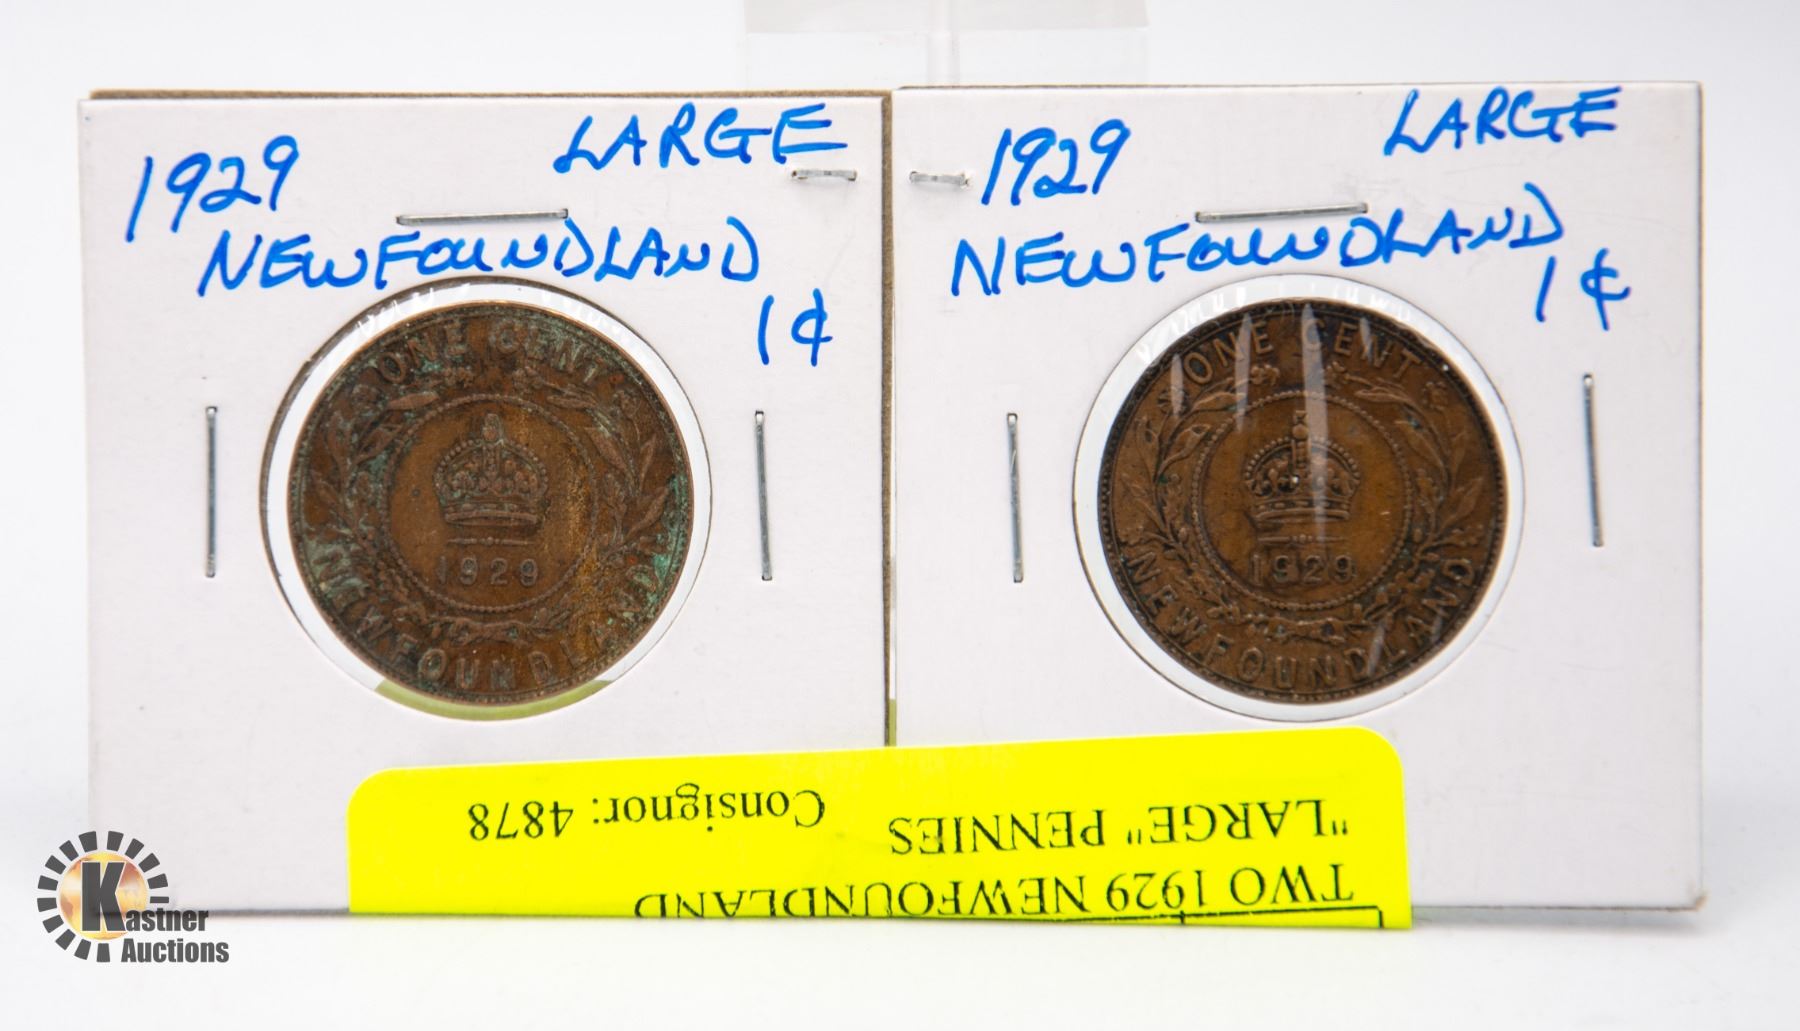 1929 LARGE
NEWFOUNDLAND
1¢
ONE CENT
1929
NEWFOUNDLAND
1929 LARGE
NEWFOUNDLAND
1¢
ONE CENT
1929
NEWFOUNDLAND
TWO 1929 NEWFOUNDLAND
"LARGE" PENNIES
Consignor: 4878
Kastner
Auctions